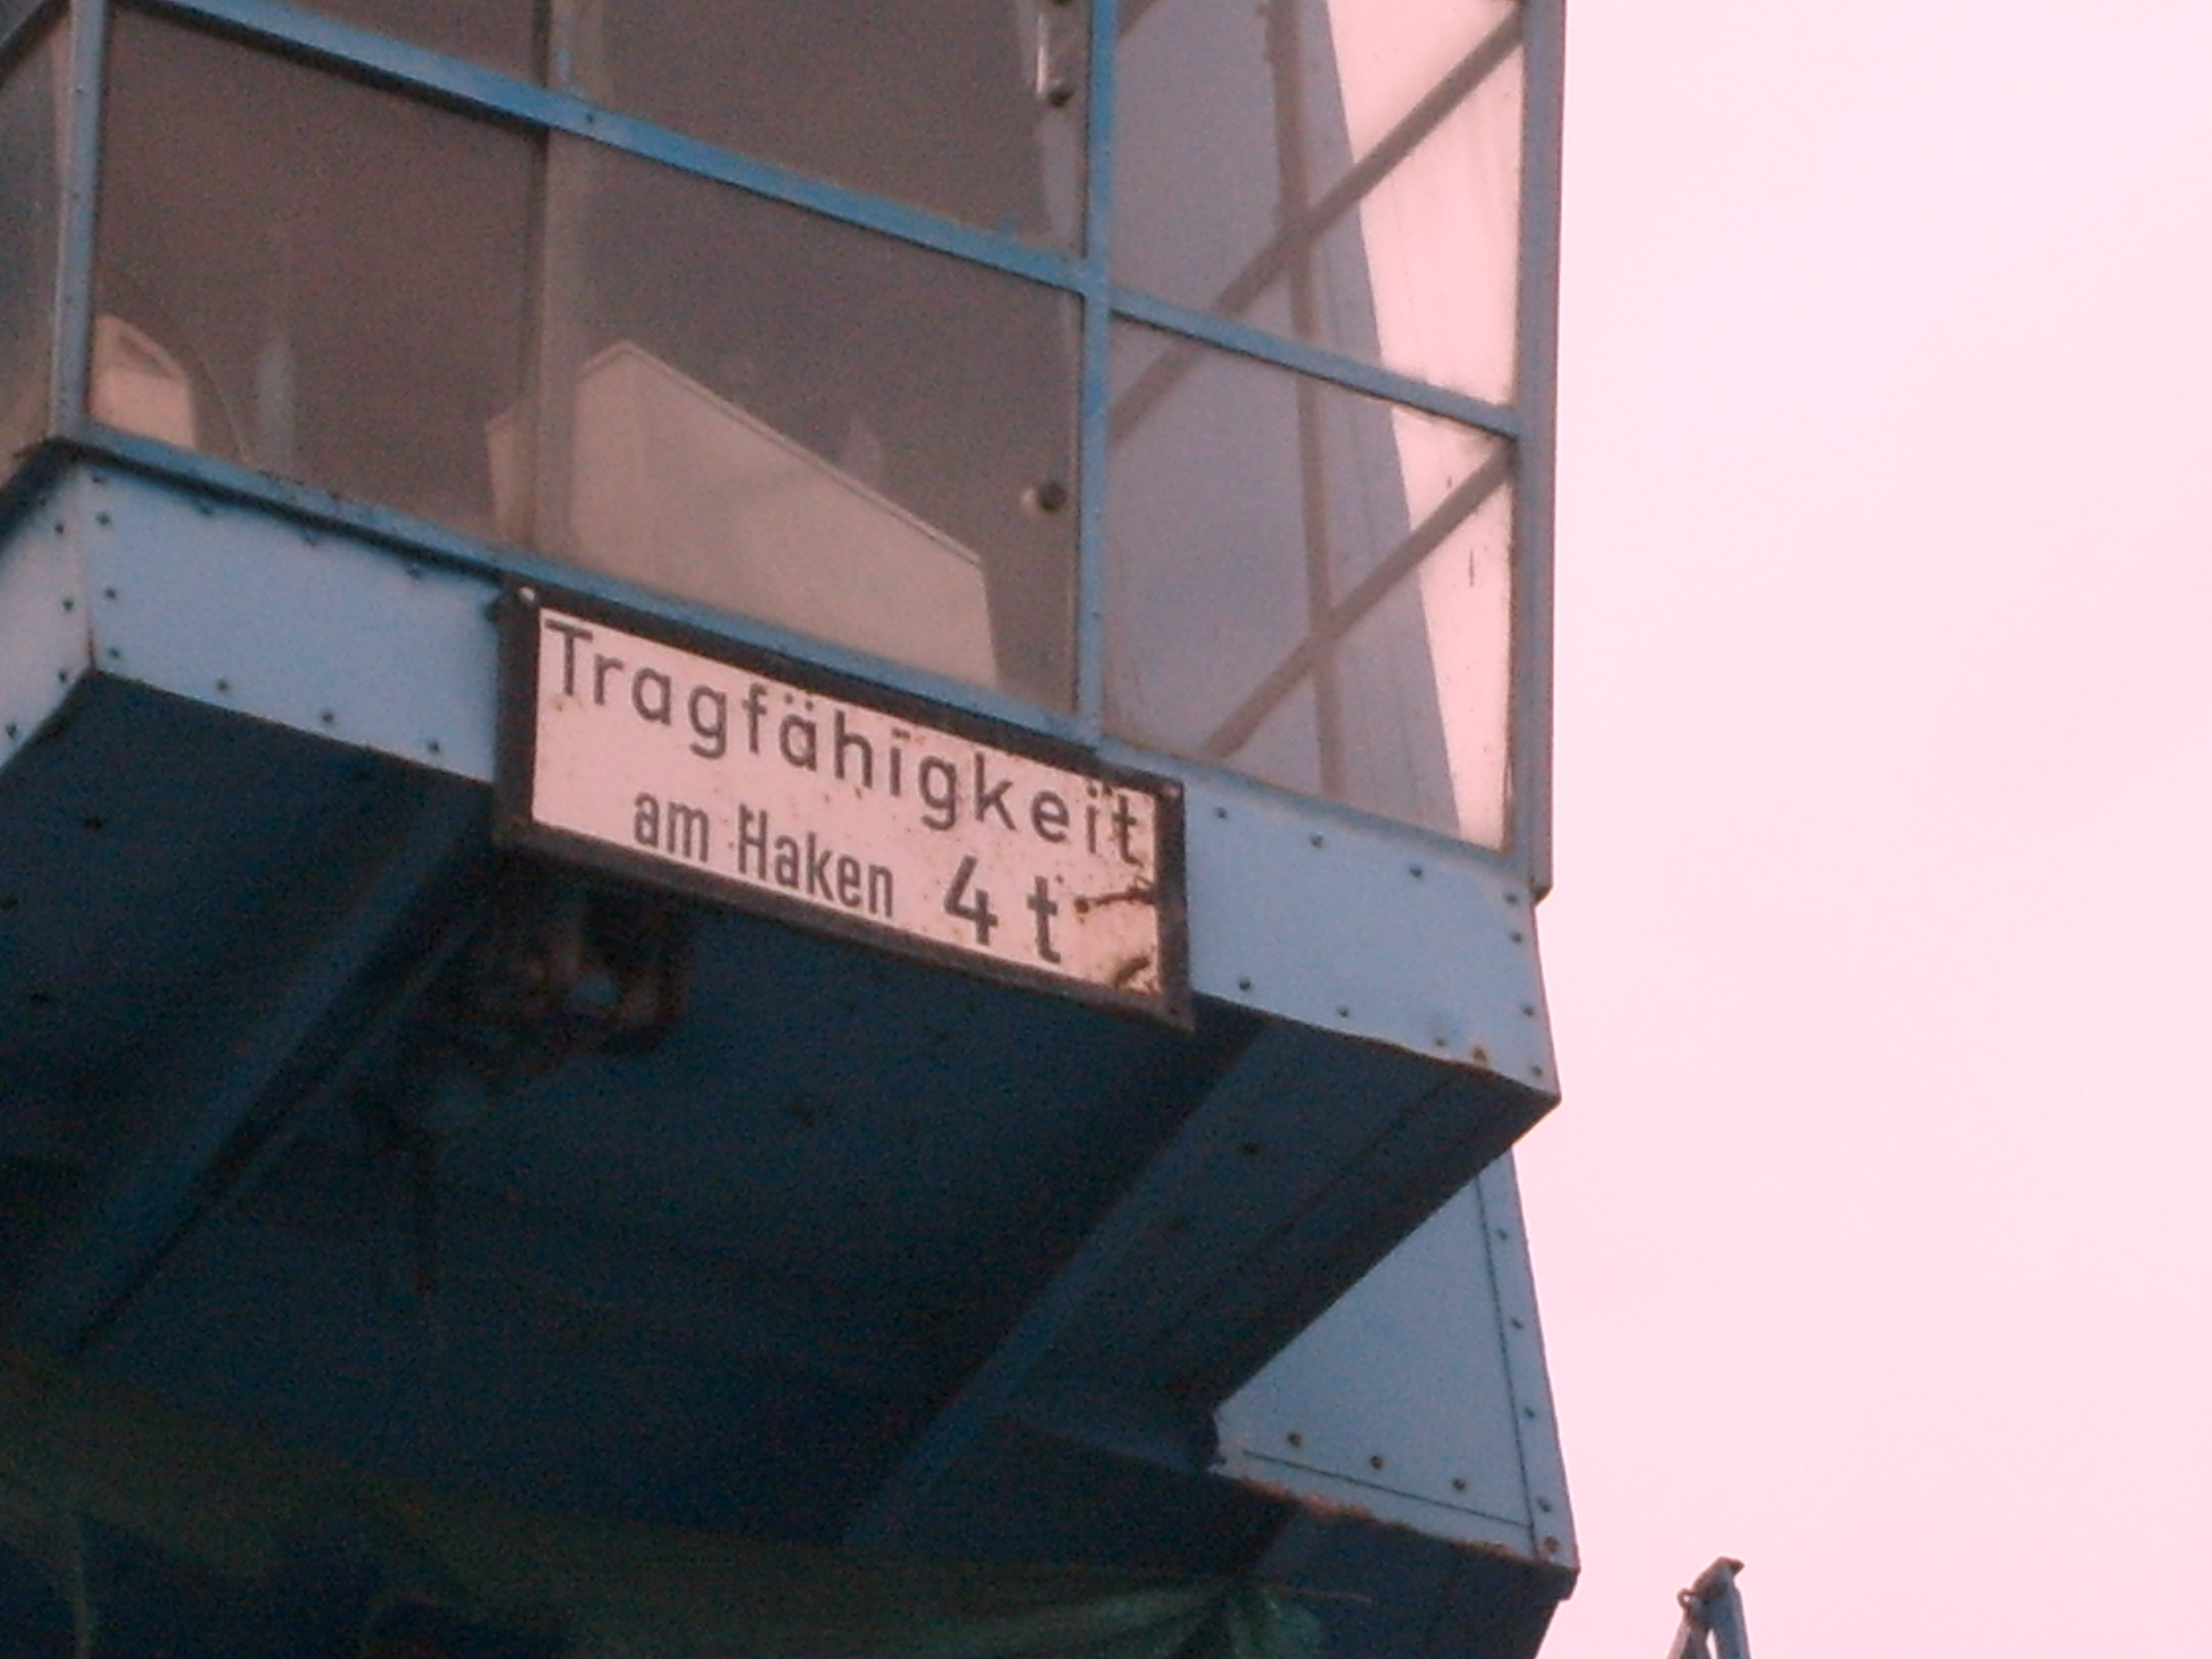 Tragfähigkeit
am Haken 4 t